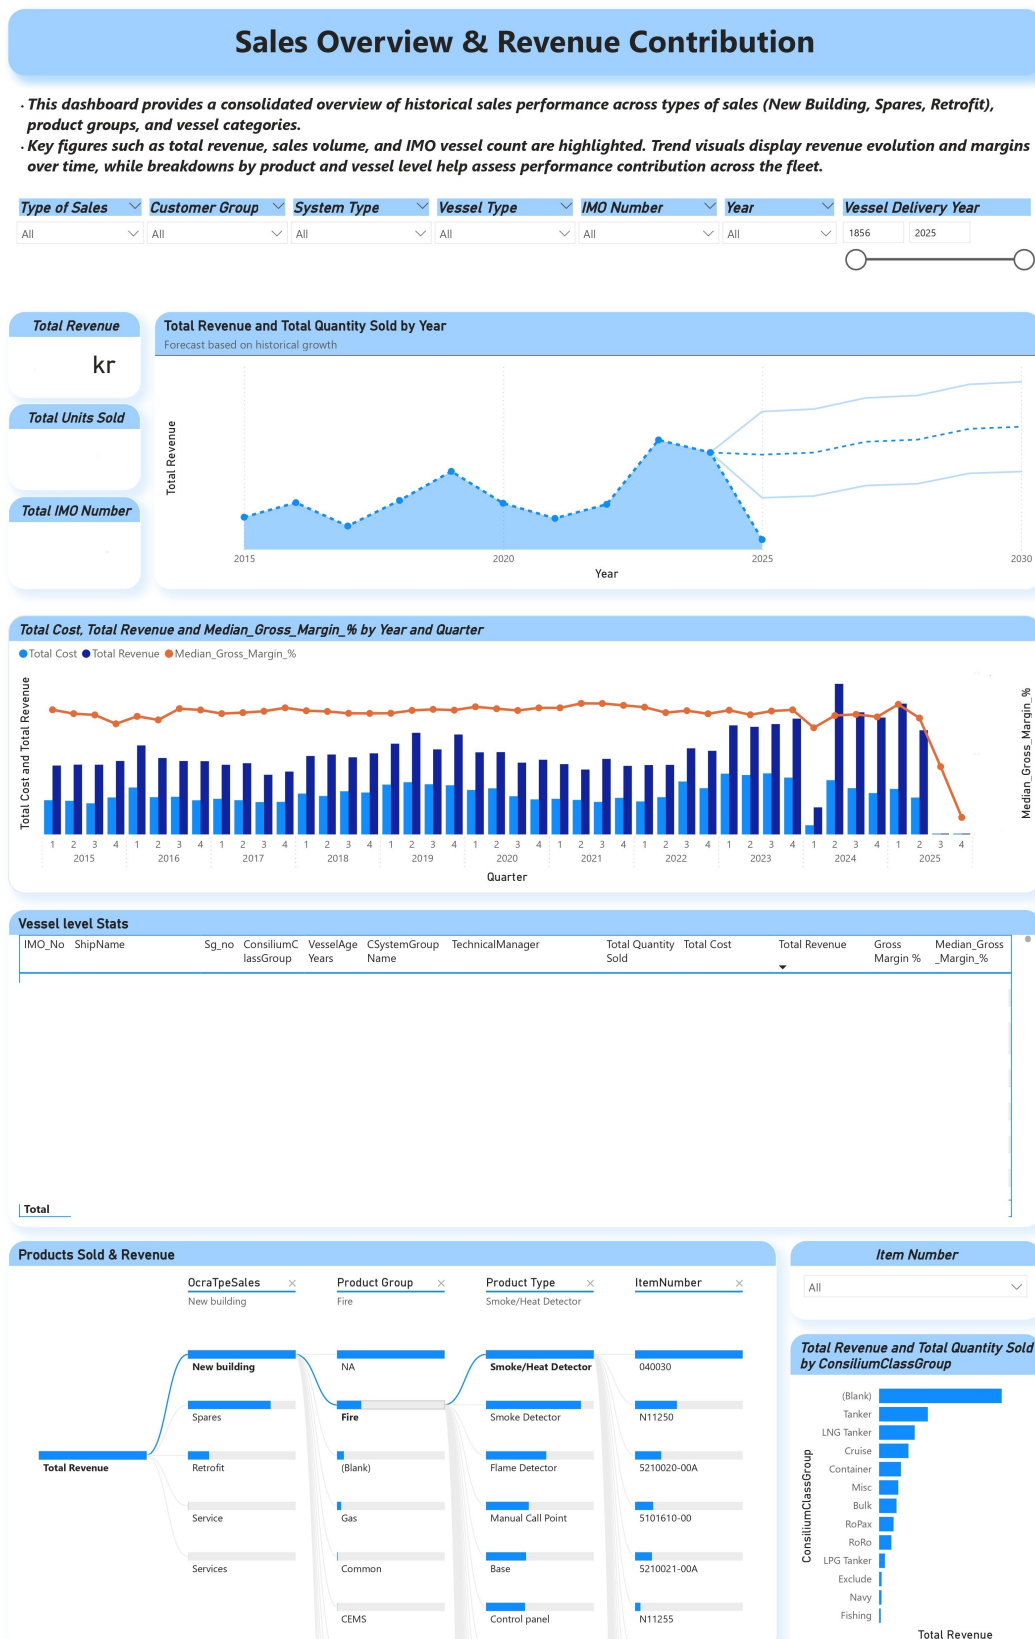 Sales Overview & Revenue Contribution
· This dashboard provides a consolidated overview of historical sales performance across types of sales (New Building, Spares, Retrofit),
product groups, and vessel categories.
· Key figures such as total revenue, sales volume, and IMO vessel count are highlighted. Trend visuals display revenue evolution and margins
over time, while breakdowns by product and vessel level help assess performance contribution across the fleet.
Type of Sales Customer Group System Type Vessel Type IMO Number Year Vessel Delivery Year
All All All All All All 1856 2025
Total Revenue
kr
Total Units Sold
Total IMO Number
Total Revenue and Total Quantity Sold by Year
Forecast based on historical growth
Total Revenue
2015 2020 2025 2030
Year
Total Cost, Total Revenue and Median_Gross_Margin_% by Year and Quarter
Total Cost Total Revenue Median_Gross_Margin_%
Total Cost and Total Revenue
Median_Gross_Margin_%
1 2 3 4 1 2 3 4 1 2 3 4 1 2 3 4 1 2 3 4 1 2 3 4 1 2 3 4 1 2 3 4 1 2 3 4 1 2 3 4 1 2 3 4
2015 2016 2017 2018 2019 2020 2021 2022 2023 2024 2025
Quarter
Vessel level Stats
IMO_No ShipName Sg_no ConsiliumC VesselAge CSystemGroup TechnicalManager Total Quantity Total Cost Total Revenue Gross Median_Gross
lassGroup Years Name Sold Margin % _Margin_%
Total
Products Sold & Revenue
OcraTpeSales Product Group Product Type ItemNumber
New building Fire Smoke/Heat Detector
New building NA Smoke/Heat Detector 040030
Spares Fire Smoke Detector N11250
Total Revenue Retrofit (Blank) Flame Detector 5210020-00A
Service Gas Manual Call Point 5101610-00
Services Common Base 5210021-00A
CEMS Control panel N11255
Item Number
All
Total Revenue and Total Quantity Sold
by ConsiliumClassGroup
ConsiliumClassGroup
(Blank)
Tanker
LNG Tanker
Cruise
Container
Misc
Bulk
RoPax
RoRo
LPG Tanker
Exclude
Navy
Fishing
Total Revenue